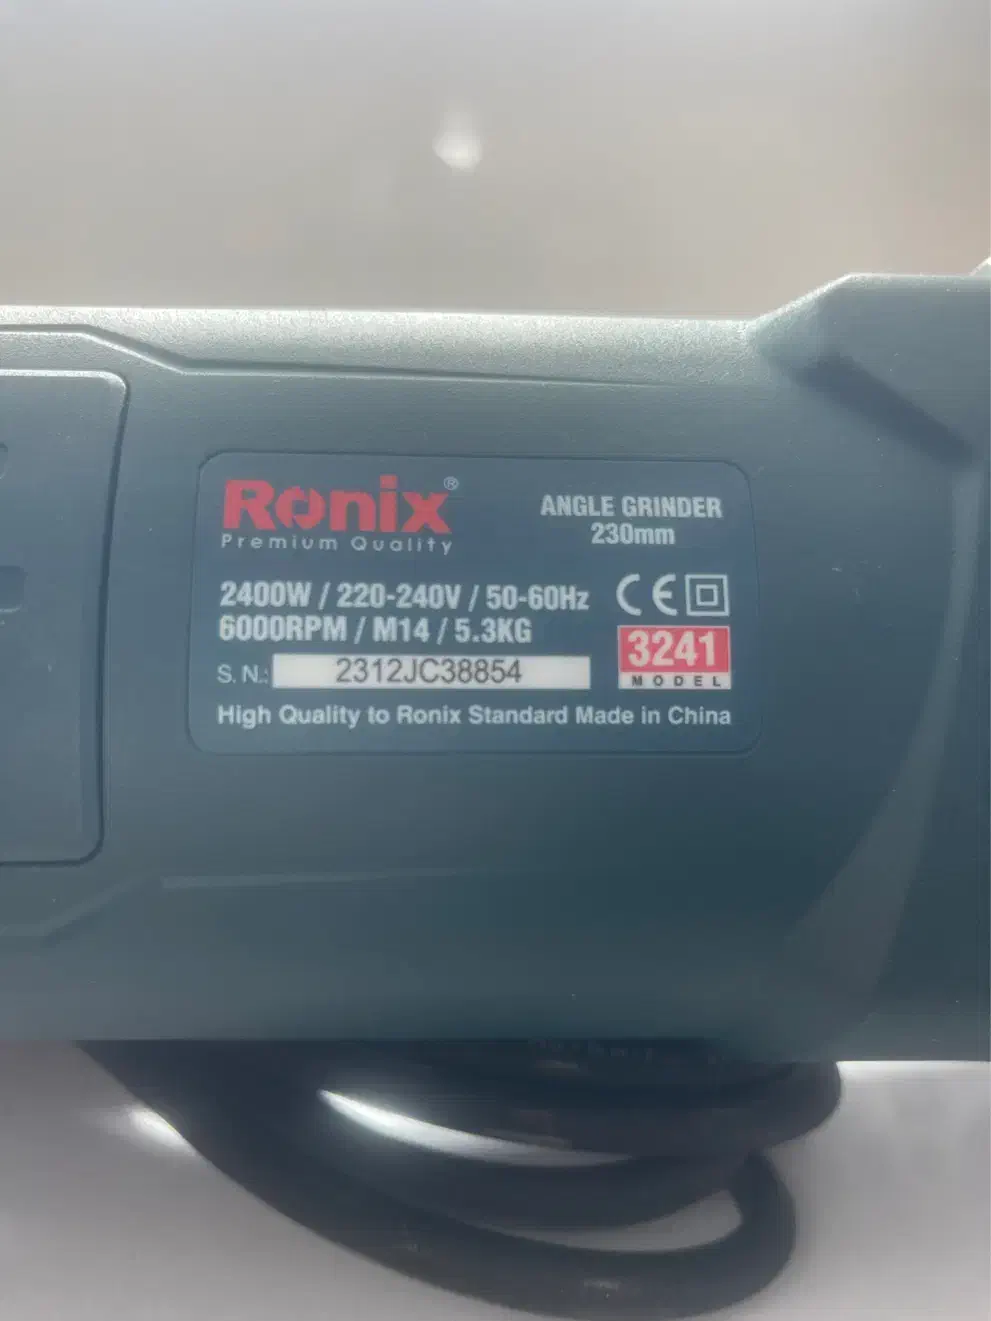 Ronix®
Premium Quality
ANGLE GRINDER
230mm
2400W / 220-240V / 50-60Hz
CE
6000RPM / M14 / 5.3KG
3241
MODEL
S. N.: 2312JC38854
High Quality to Ronix Standard Made in China